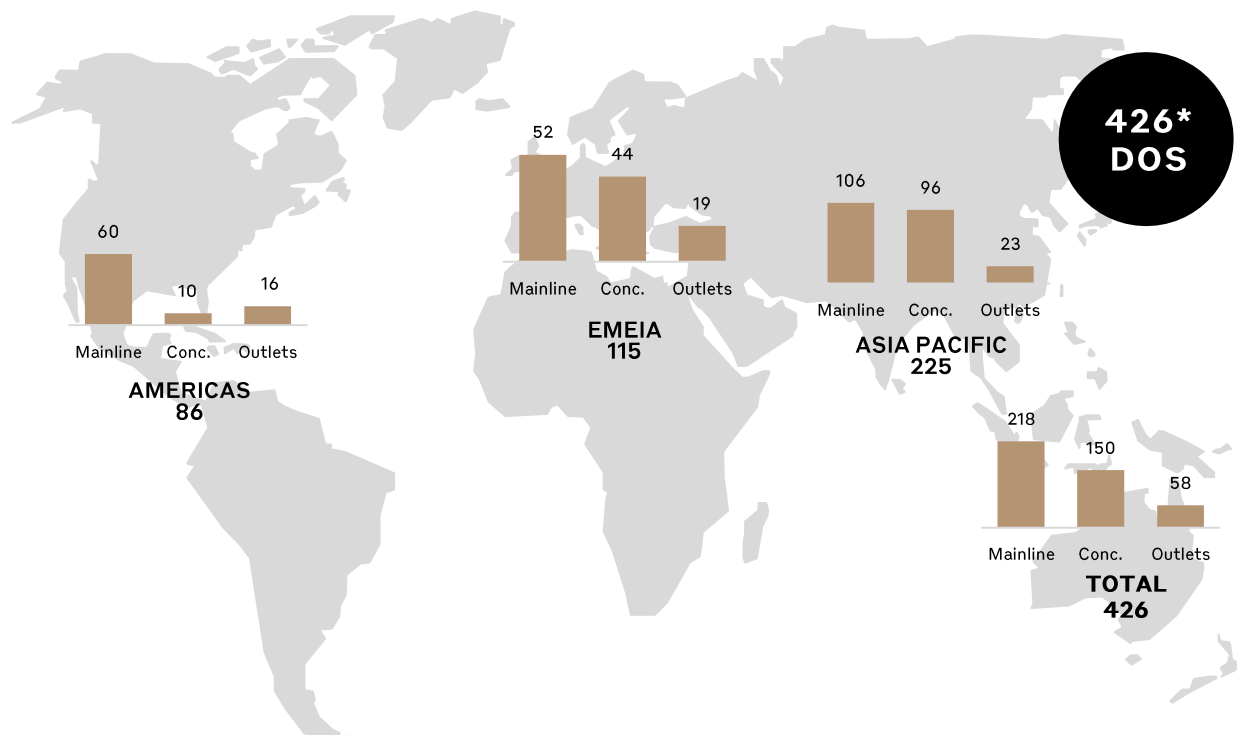 426*
DOS
60
10
16
Mainline
Conc.
Outlets
AMERICAS
86
52
44
19
Mainline
Conc.
Outlets
EMEIA
115
106
96
23
Mainline
Conc.
Outlets
ASIA PACIFIC
225
218
150
58
Mainline
Conc.
Outlets
TOTAL
426